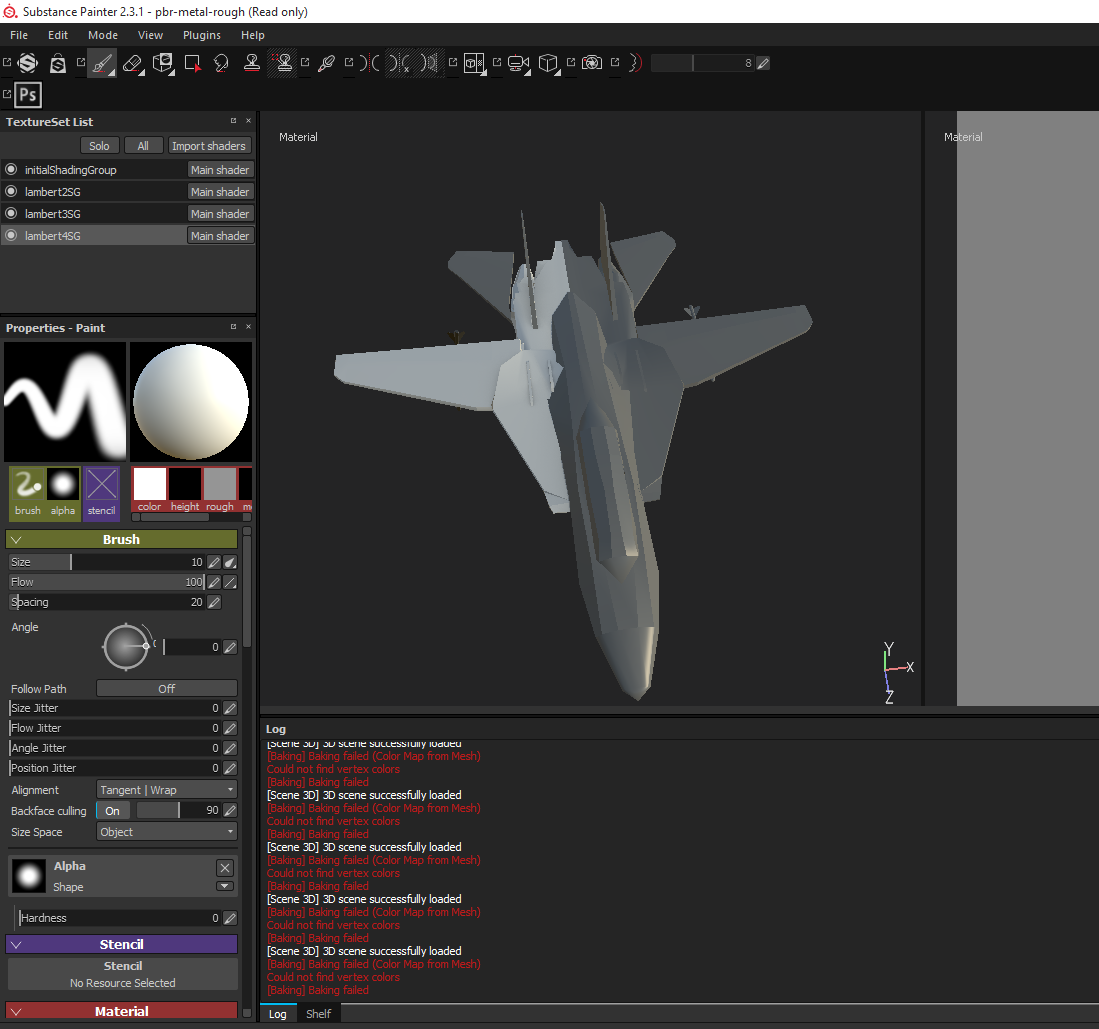 Substance Painter 2.3.1 - pbr-metal-rough (Read only)
File Edit Mode View Plugins Help
8
Ps
TextureSet List
Solo All Import shaders
initialShadingGroup Main shader
lambert2SG Main shader
lambert3SG Main shader
lambert4SG Main shader
Properties - Paint
brush alpha stencil color height rough m
Brush
Size 10
Flow 100
Spacing 20
Angle 0
Follow Path Off
Size Jitter 0
Flow Jitter 0
Angle Jitter 0
Position Jitter 0
Alignment Tangent | Wrap
Backface culling On 90
Size Space Object
Alpha
Shape
Hardness 0
Stencil
Stencil
No Resource Selected
Material
Material
Material
Y
X
Z
Log
[Scene 3D] 3D scene successfully loaded
[Baking] Baking failed (Color Map from Mesh)
Could not find vertex colors
[Baking] Baking failed
[Scene 3D] 3D scene successfully loaded
[Baking] Baking failed (Color Map from Mesh)
Could not find vertex colors
[Baking] Baking failed
[Scene 3D] 3D scene successfully loaded
[Baking] Baking failed (Color Map from Mesh)
Could not find vertex colors
[Baking] Baking failed
[Scene 3D] 3D scene successfully loaded
[Baking] Baking failed (Color Map from Mesh)
Could not find vertex colors
[Baking] Baking failed
[Scene 3D] 3D scene successfully loaded
[Baking] Baking failed (Color Map from Mesh)
Could not find vertex colors
[Baking] Baking failed
Log Shelf